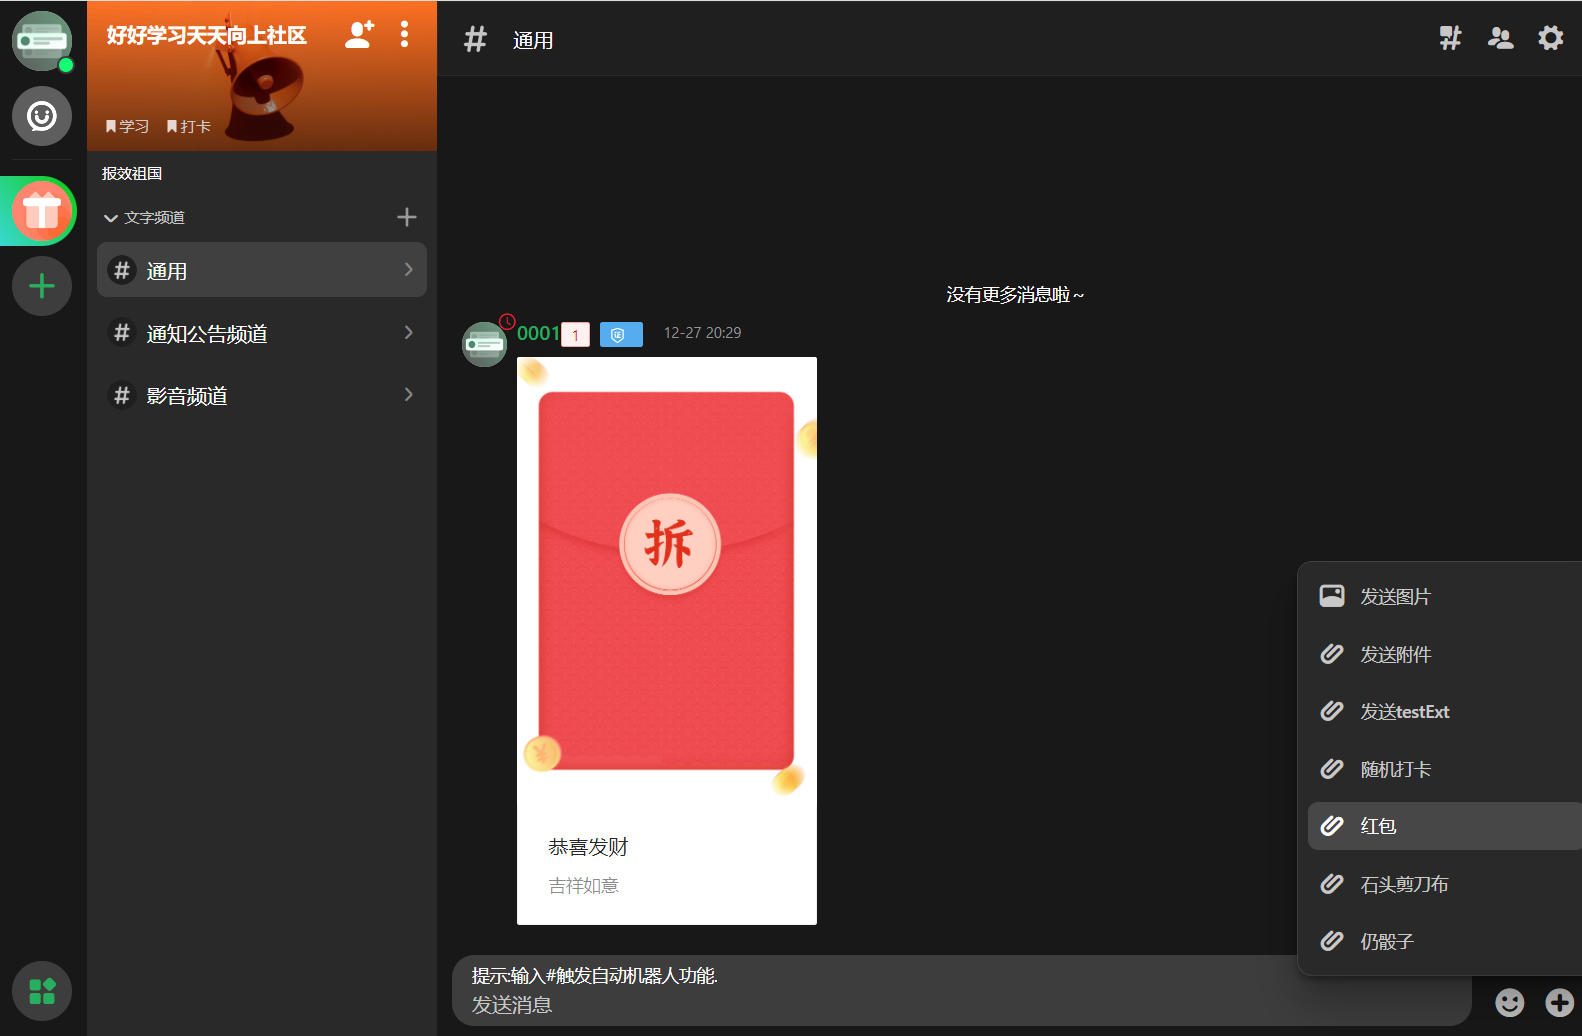 好好学习天天向上社区
学习 打卡
报效祖国
文字频道
通用
通知公告频道
影音频道
通用
没有更多消息啦~
0001 1 12-27 20:29
拆
恭喜发财
吉祥如意
发送图片
发送附件
发送testExt
随机打卡
红包
石头剪刀布
仍骰子
提示:输入#触发自动机器人功能.
发送消息